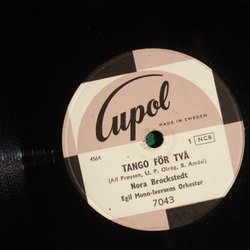 Cupol
MADE IN SWEDEN
4564
1 NCB
TANGO FÖR TVÅ
(Alf Prøysen, U. P. Olrog, B. Amdal)
Nora Brockstedt
Egil Monn-Iversens Orkester
7043